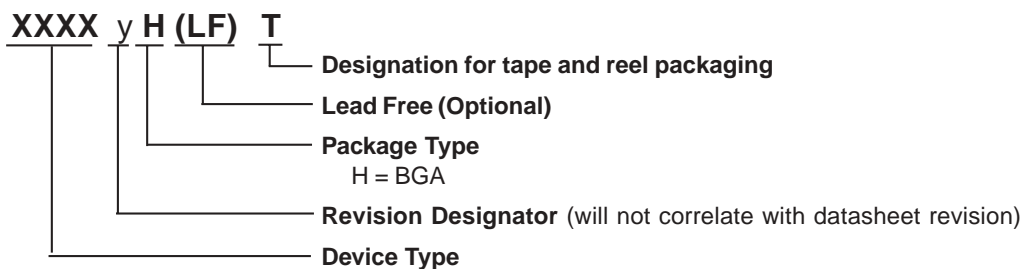 XXXX y H (LF) T
Designation for tape and reel packaging
Lead Free (Optional)
Package Type
H = BGA
Revision Designator (will not correlate with datasheet revision)
Device Type